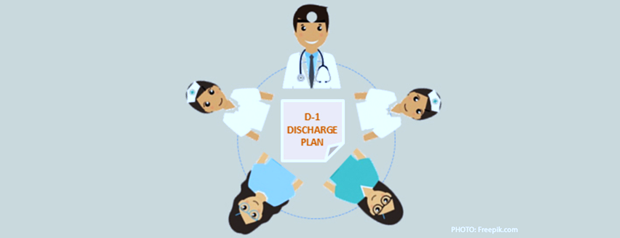 D-1
DISCHARGE
PLAN
PHOTO: Freepik.com